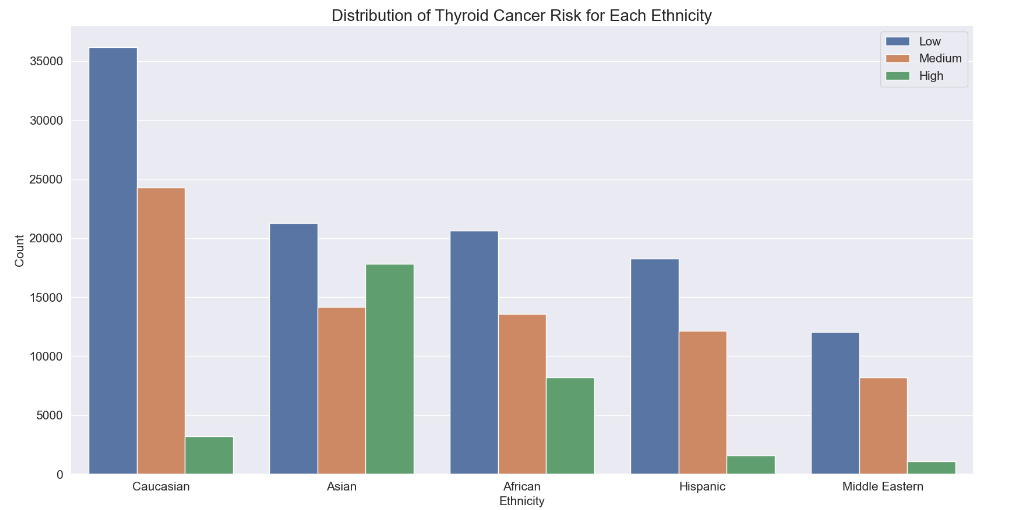 Distribution of Thyroid Cancer Risk for Each Ethnicity
Low
Medium
High
Count
35000
30000
25000
20000
15000
10000
5000
0
Caucasian
Asian
African
Hispanic
Middle Eastern
Ethnicity